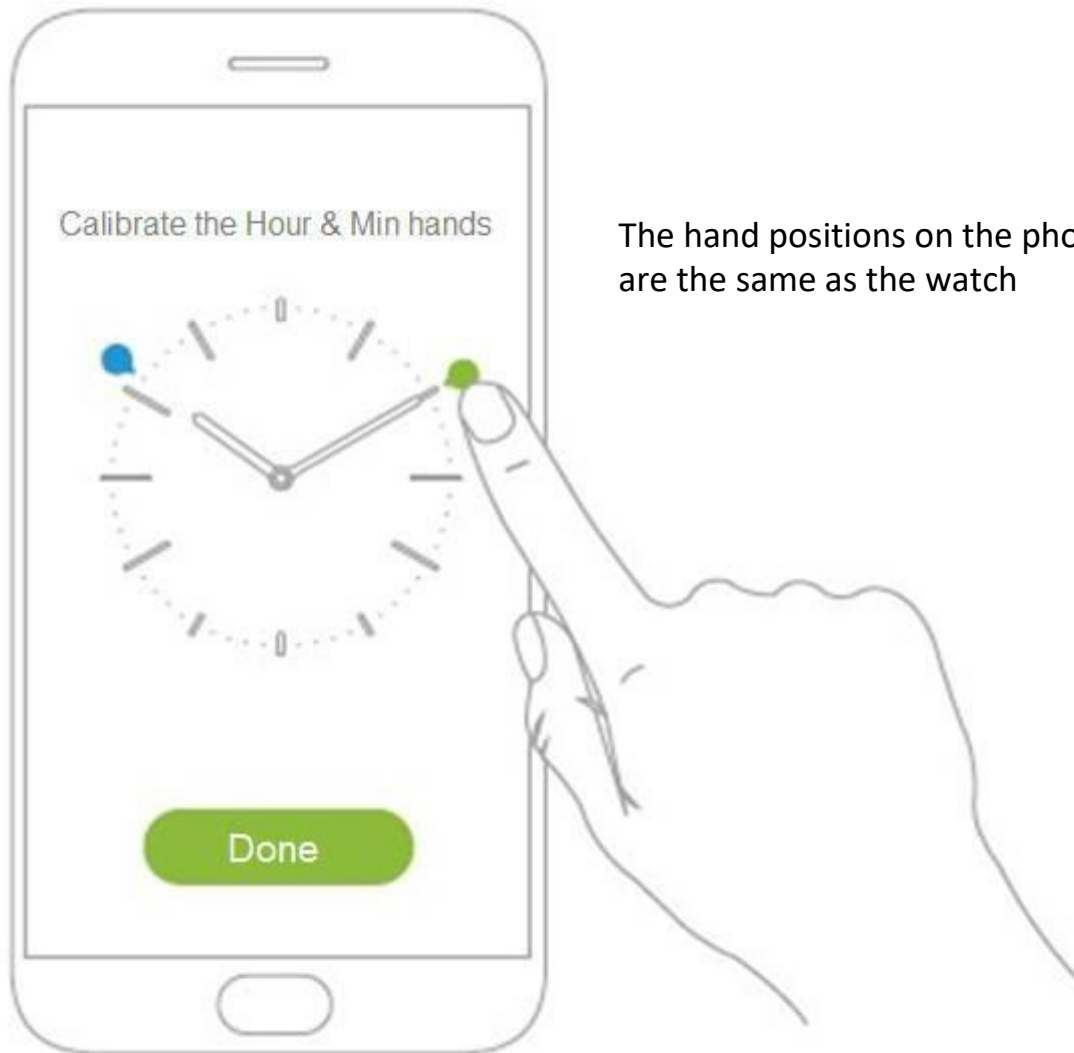 Calibrate the Hour & Min hands
The hand positions on the pho
are the same as the watch
Done